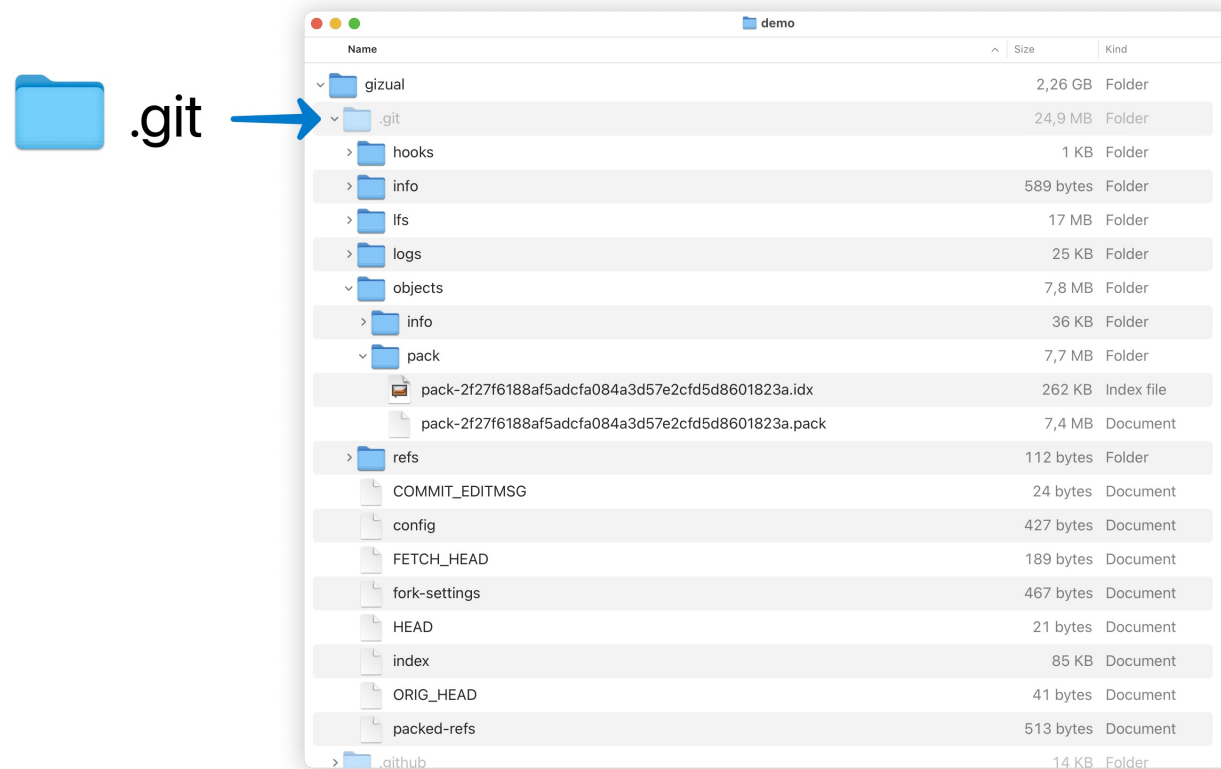 demo
Name Size Kind
gizual 2,26 GB Folder
.git
.git 24,9 MB Folder
hooks 1 KB Folder
info 589 bytes Folder
lfs 17 MB Folder
logs 25 KB Folder
objects 7,8 MB Folder
info 36 KB Folder
pack 7,7 MB Folder
pack-2f27f6188af5adcfa084a3d57e2cfd5d8601823a.idx 262 KB Index file
pack-2f27f6188af5adcfa084a3d57e2cfd5d8601823a.pack 7,4 MB Document
refs 112 bytes Folder
COMMIT_EDITMSG 24 bytes Document
config 427 bytes Document
FETCH_HEAD 189 bytes Document
fork-settings 467 bytes Document
HEAD 21 bytes Document
index 85 KB Document
ORIG_HEAD 41 bytes Document
packed-refs 513 bytes Document
.github 14 KB Folder